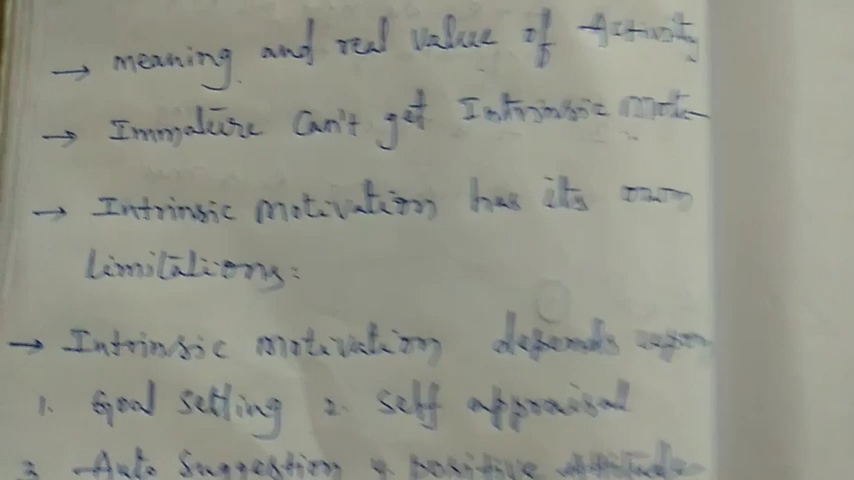 → meaning and real value of Activity
→ Immature can't get Intrinsic Moti-
→ Intrinsic motivation has its own
limitations:
→ Intrinsic motivation depends upon
1. Goal setting 2. self appraisal
3. Auto suggestion 4. positive attitude